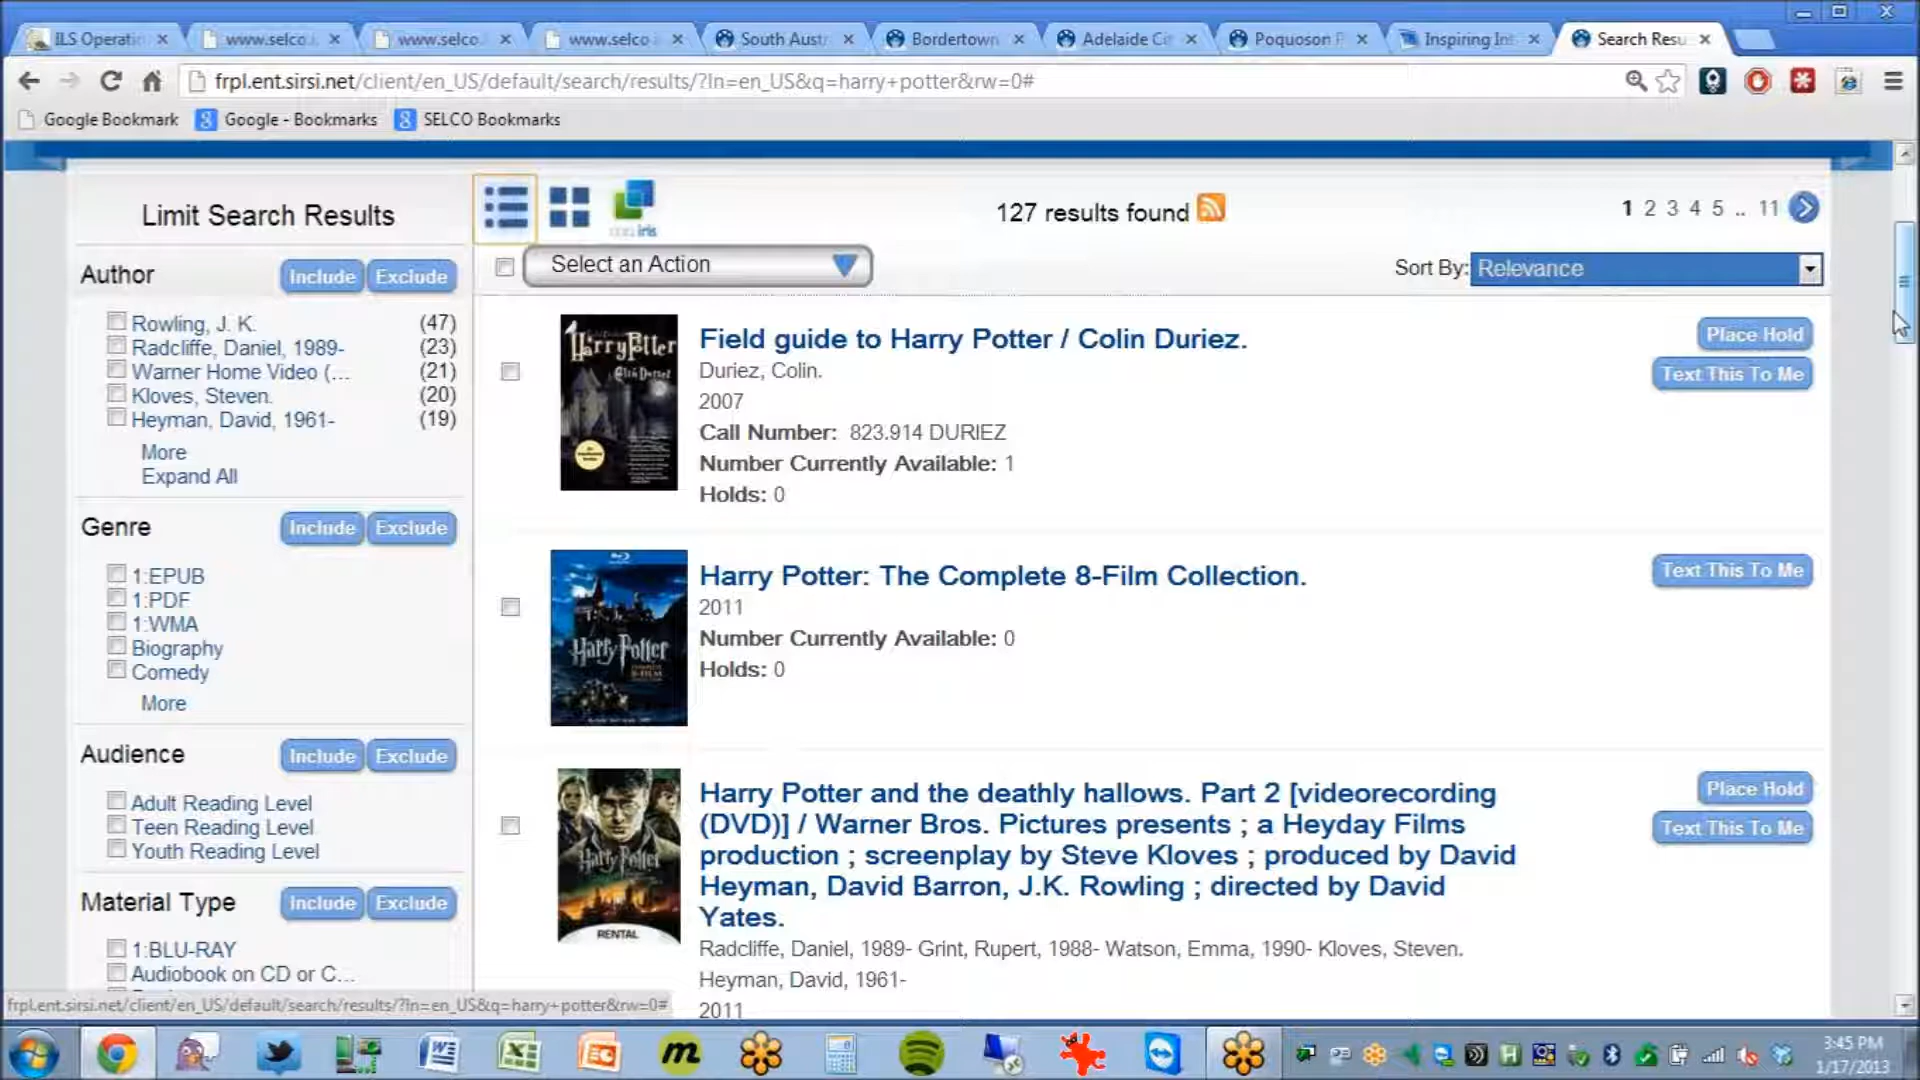 ILS Operati
www.selco.
www.selco.
www.selco
South Aust
Bordertown
Adelaide Ci
Poquoson
Inspiring Int
Search Resu
frpl.ent.sirsi.net/client/en_US/default/search/results/?ln=en_US&q=harry+potter&rw=0#
Google Bookmark
Google - Bookmarks
SELCO Bookmarks
Limit Search Results
127 results found
1 2 3 4 5 .. 11
Select an Action
Sort By: Relevance
Author Include Exclude
Rowling, J. K. (47)
Radcliffe, Daniel, 1989- (23)
Warner Home Video (... (21)
Kloves, Steven. (20)
Heyman, David, 1961- (19)
More
Expand All
Genre Include Exclude
1:EPUB
1:PDF
1:WMA
Biography
Comedy
More
Audience Include Exclude
Adult Reading Level
Teen Reading Level
Youth Reading Level
Material Type Include Exclude
1:BLU-RAY
Audiobook on CD or C...
Harry Potter
Colin Duriez
Field guide to Harry Potter / Colin Duriez.
Duriez, Colin.
2007
Call Number: 823.914 DURIEZ
Number Currently Available: 1
Holds: 0
Place Hold
Text This To Me
Harry Potter
Harry Potter: The Complete 8-Film Collection.
2011
Number Currently Available: 0
Holds: 0
Text This To Me
Harry Potter
RENTAL
Harry Potter and the deathly hallows. Part 2 [videorecording
(DVD)] / Warner Bros. Pictures presents ; a Heyday Films
production ; screenplay by Steve Kloves ; produced by David
Heyman, David Barron, J.K. Rowling ; directed by David
Yates.
Radcliffe, Daniel, 1989- Grint, Rupert, 1988- Watson, Emma, 1990- Kloves, Steven.
Heyman, David, 1961-
2011
Place Hold
Text This To Me
frpl.ent.sirsi.net/client/en_US/default/search/results/?ln=en_US&q=harry+potter&rw=0#
3:45 PM
1/17/2013